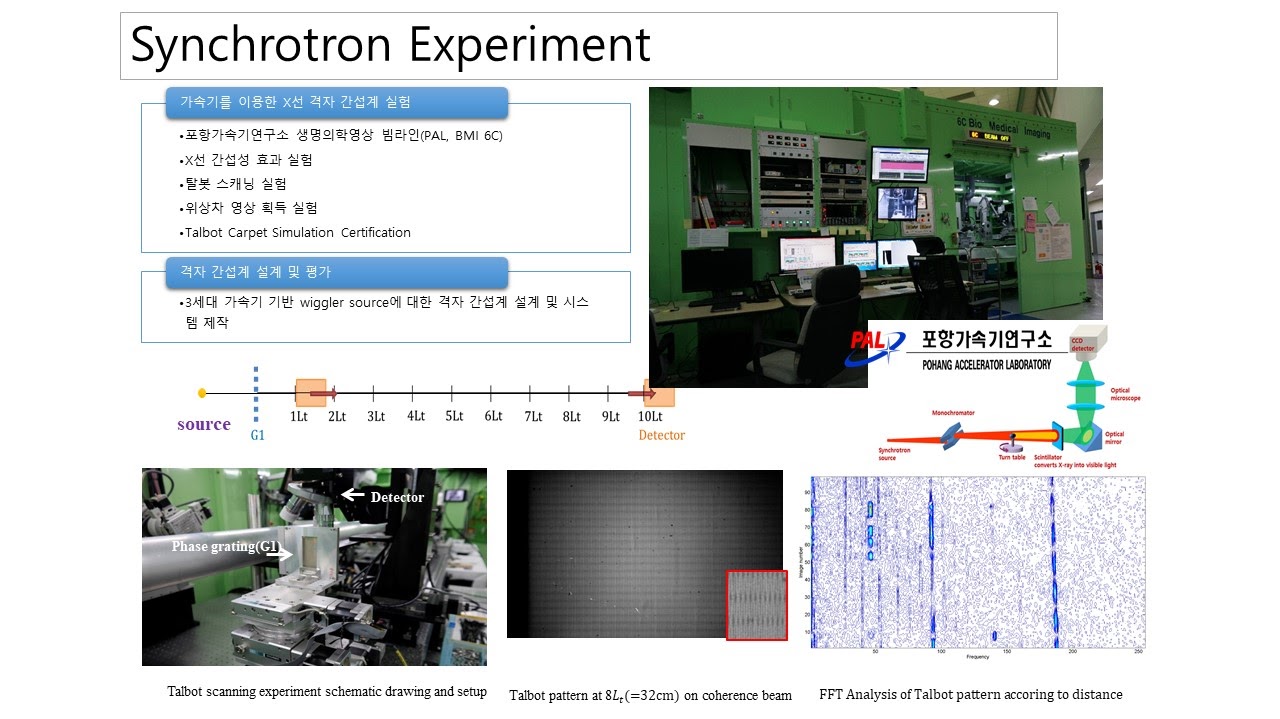 Synchrotron Experiment
가속기를 이용한 X선 격자 간섭계 실험
•포항가속기연구소 생명의학영상 빔라인(PAL, BMI 6C)
•X선 간섭성 효과 실험
•탈봇 스캐닝 실험
•위상차 영상 획득 실험
•Talbot Carpet Simulation Certification
격자 간섭계 설계 및 평가
•3세대 가속기 기반 wiggler source에 대한 격자 간섭계 설계 및 시스
템 제작
6C Bio Medical Imaging
6C BEAM OFF
PAL 포항가속기연구소
POHANG ACCELERATOR LABORATORY
CCD
detector
Optical
microscope
Monochromator
Optical
mirror
Synchrotron
source
Turn table
Scintillator
converts X-ray into visible light
source
G1
1Lt 2Lt 3Lt 4Lt 5Lt 6Lt 7Lt 8Lt 9Lt 10Lt
Detector
Detector
Phase grating(G1)
Image number
90
80
70
60
50
40
30
20
10
50 100 150 200 250
Frequency
Talbot scanning experiment schematic drawing and setup
Talbot pattern at 8Lt(=32cm) on coherence beam
FFT Analysis of Talbot pattern accoring to distance